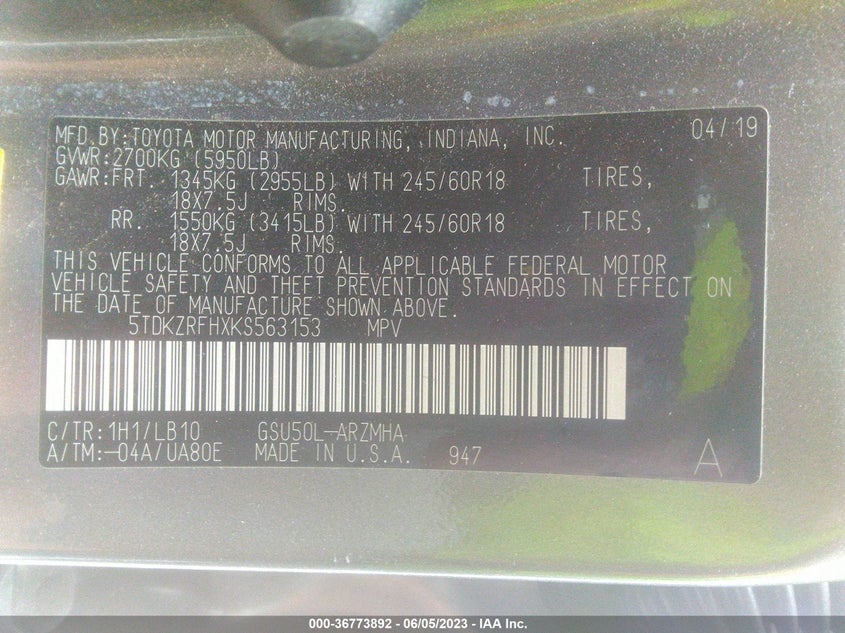 MFD.BY:TOYOTA MOTOR MANUFACTURING, INDIANA, INC. 04/19
GVWR:2700KG (5950LB)
GAWR:FRT. 1345KG (2955LB) WITH 245/60R18 TIRES,
18X7.5J RIMS.
RR. 1550KG (3415LB) WITH 245/60R18 TIRES,
18X7.5J RIMS.
THIS VEHICLE CONFORMS TO ALL APPLICABLE FEDERAL MOTOR
VEHICLE SAFETY AND THEFT PREVENTION STANDARDS IN EFFECT ON
THE DATE OF MANUFACTURE SHOWN ABOVE.
5TDKZRFHXKS563153 MPV
C/TR:1H1/LB10 GSU50L-ARZMHA
A/TM:-04A/UA80E MADE IN U.S.A. 947 A
000-36773892 - 06/05/2023 - IAA Inc.